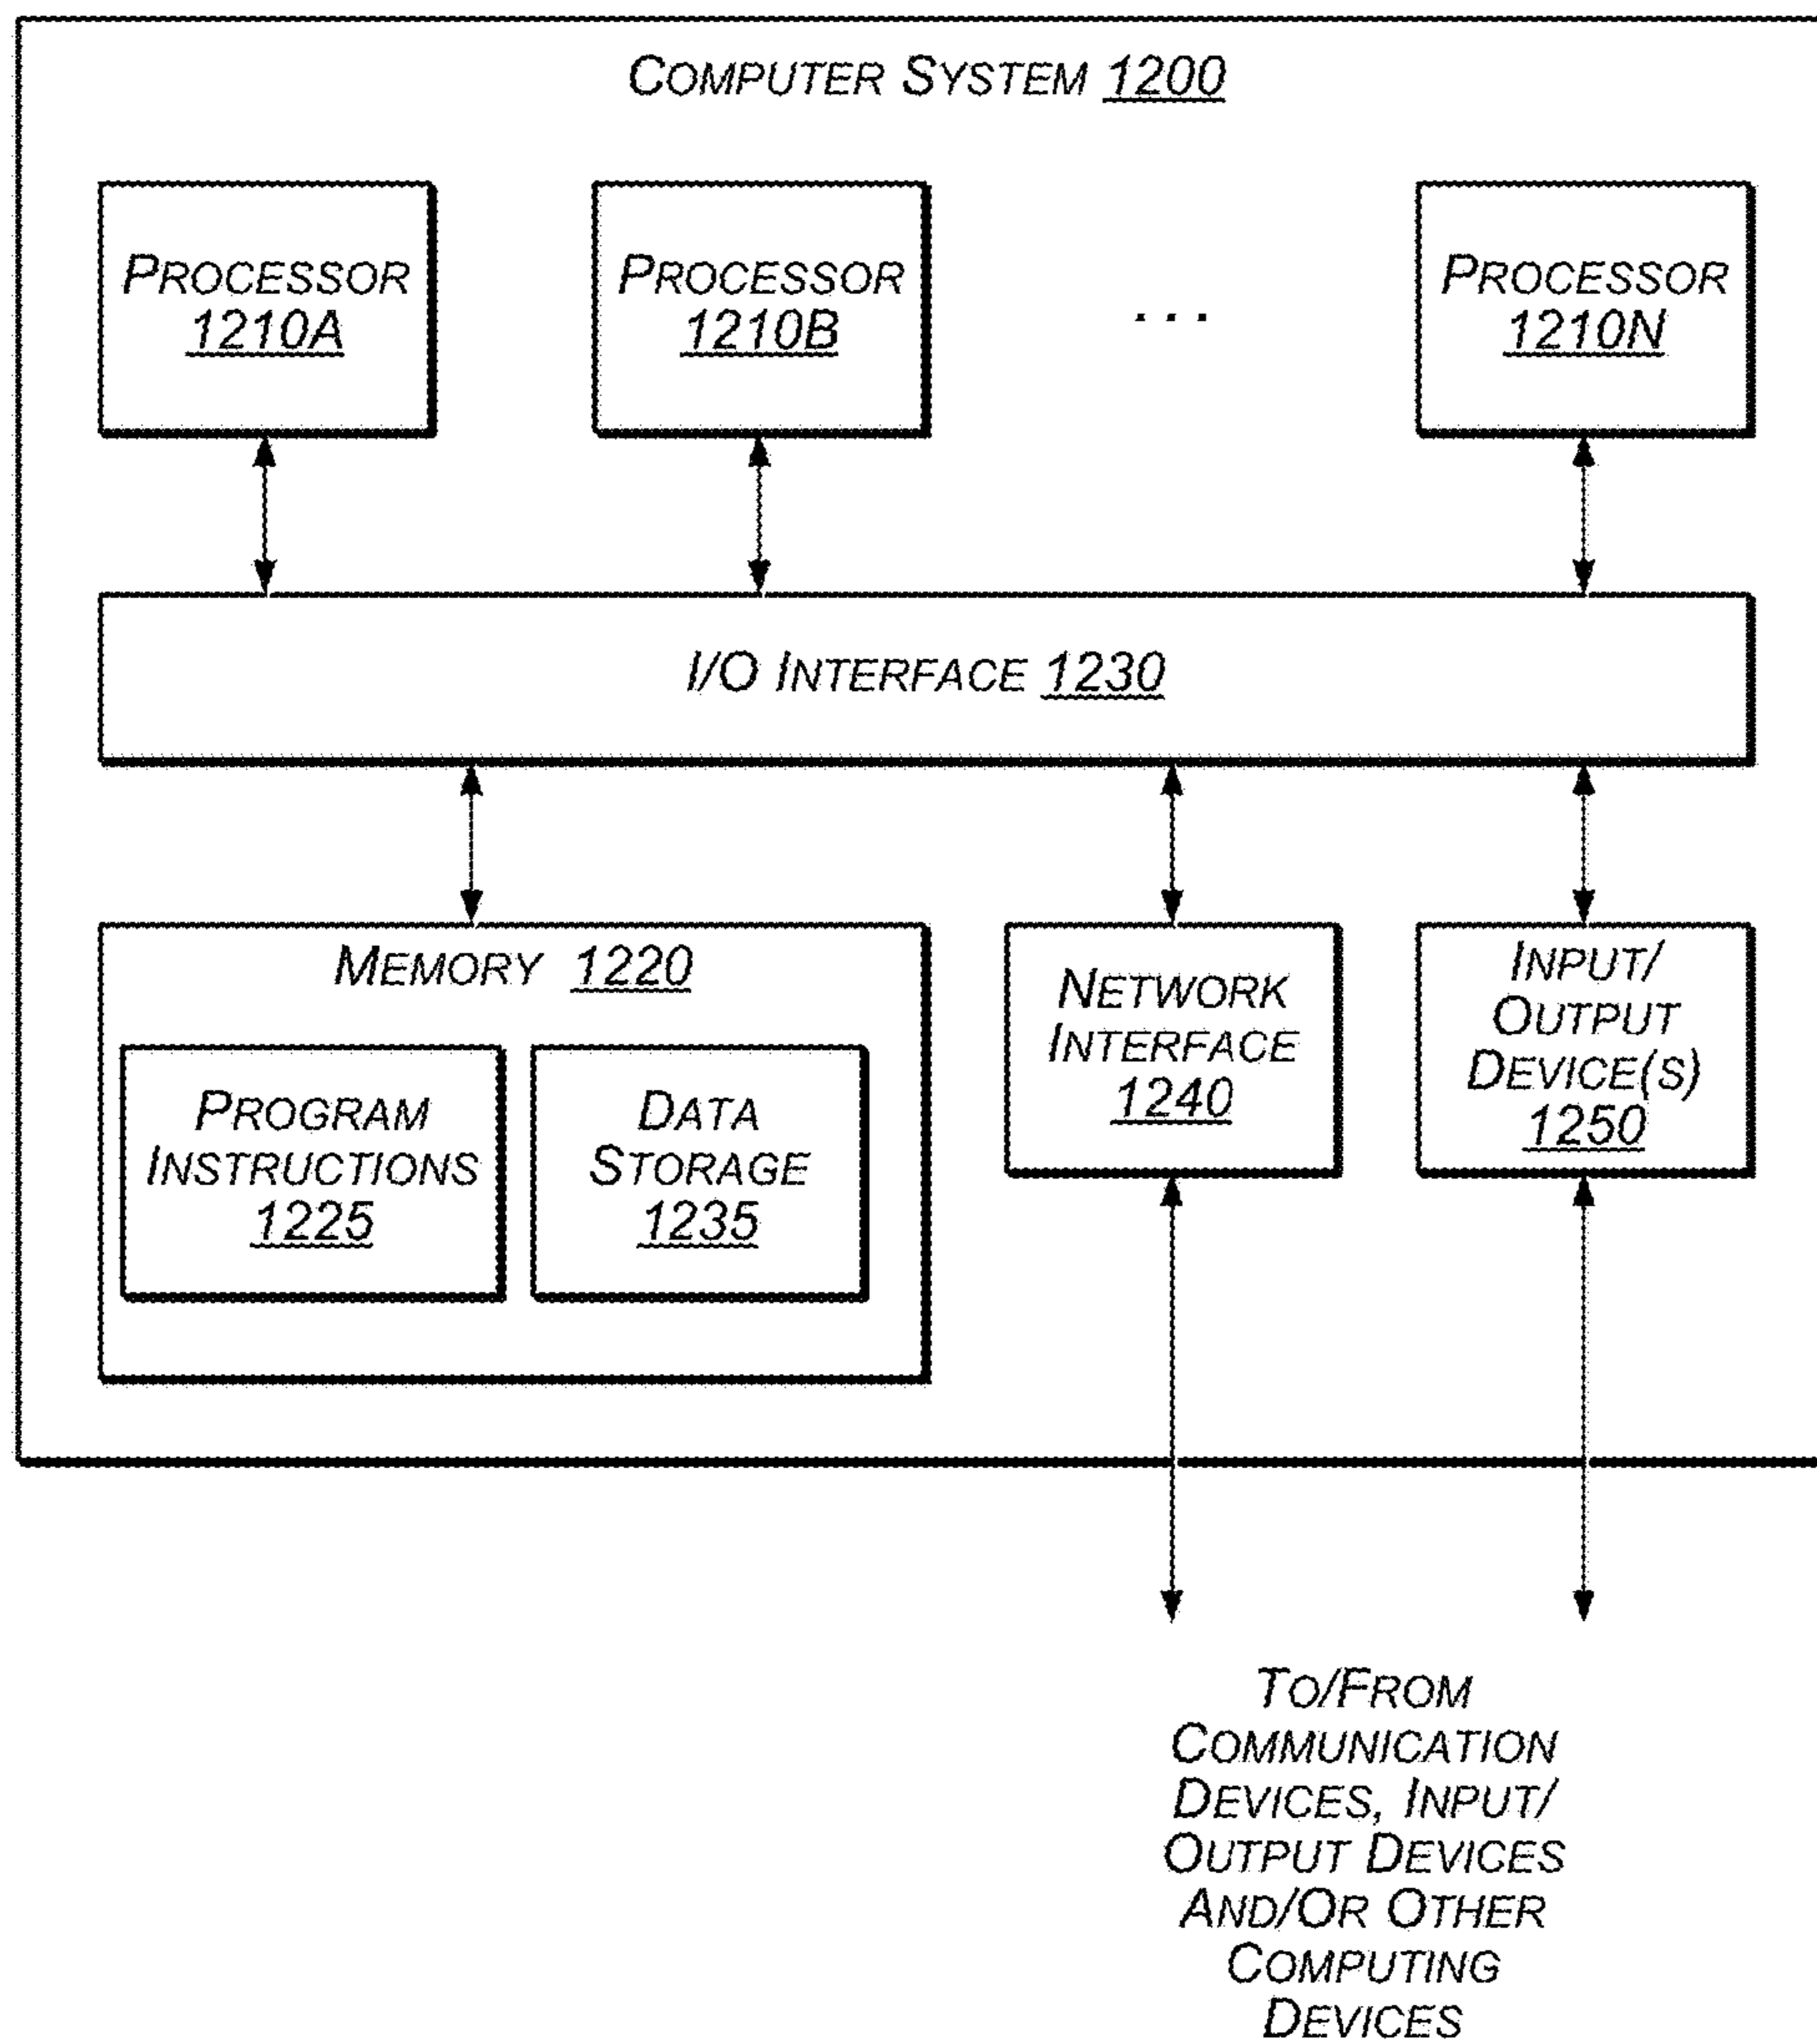 COMPUTER SYSTEM 1200
PROCESSOR
1210A
PROCESSOR
1210B
. . .
PROCESSOR
1210N
I/O INTERFACE 1230
MEMORY 1220
PROGRAM
INSTRUCTIONS
1225
DATA
STORAGE
1235
NETWORK
INTERFACE
1240
INPUT/
OUTPUT
DEVICE(S)
1250
TO/FROM
COMMUNICATION
DEVICES, INPUT/
OUTPUT DEVICES
AND/OR OTHER
COMPUTING
DEVICES